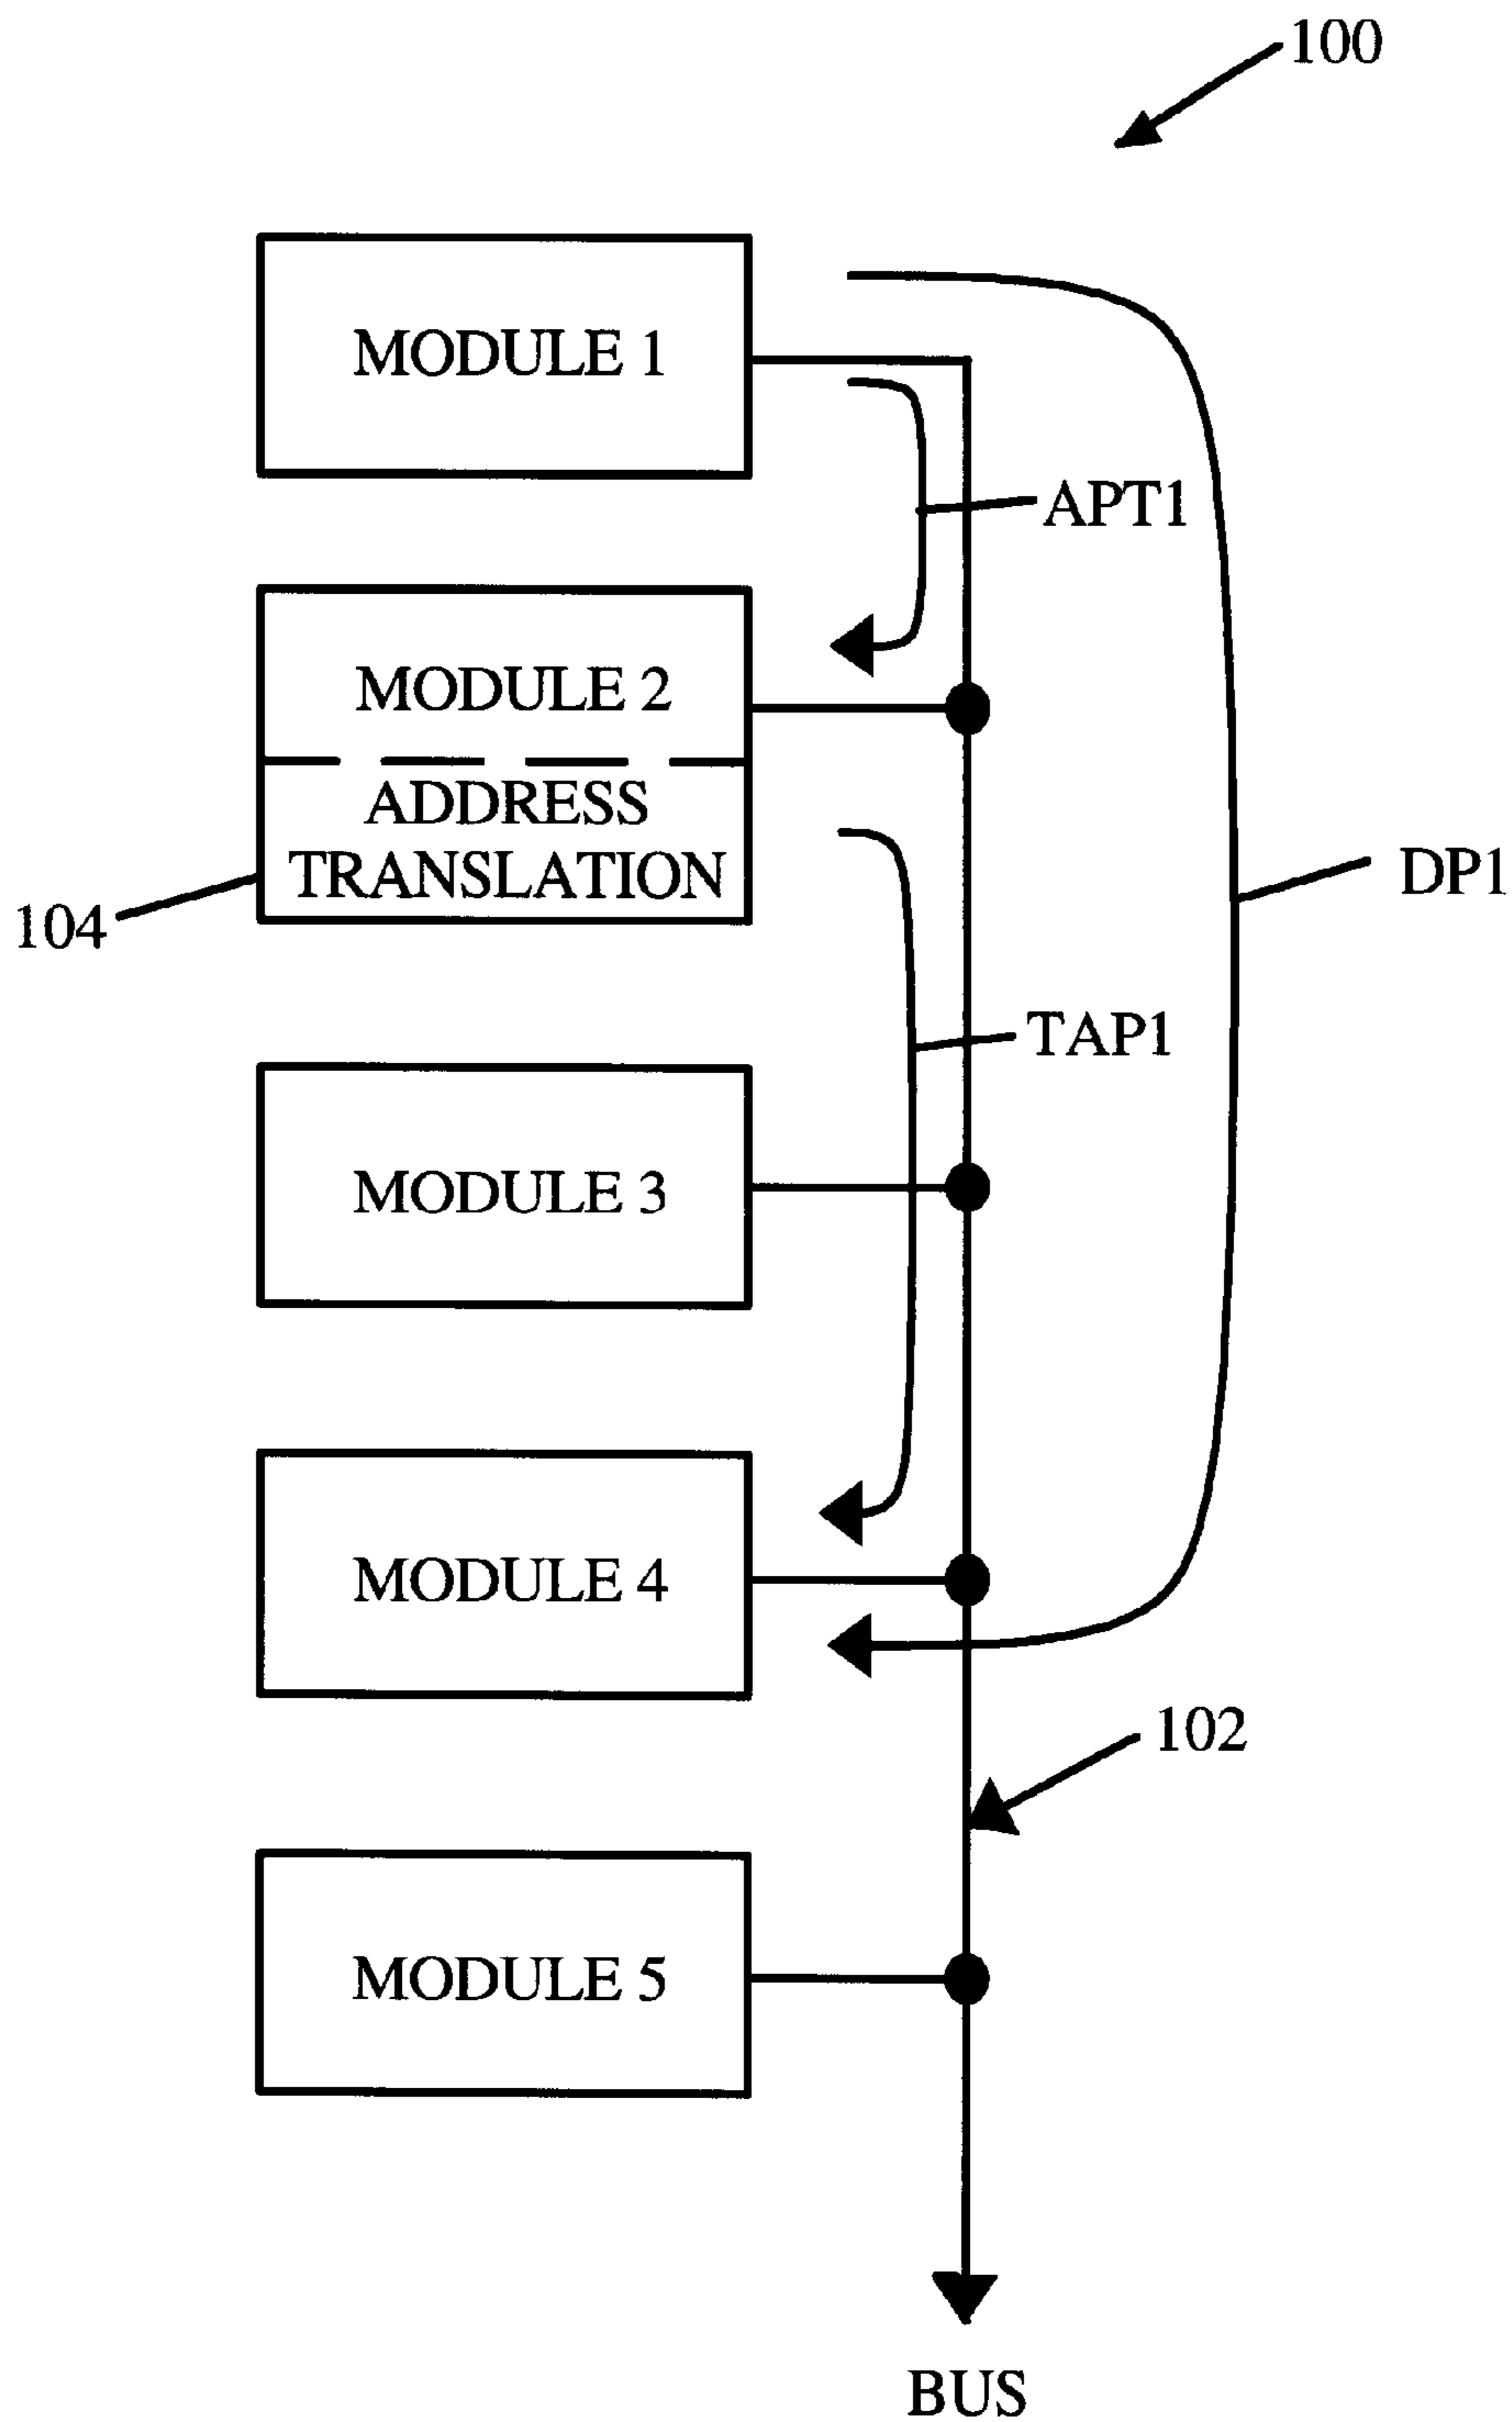 100
MODULE 1
APT1
MODULE 2
ADDRESS
TRANSLATION
DP1
104
TAP1
MODULE 3
MODULE 4
102
MODULE 5
BUS